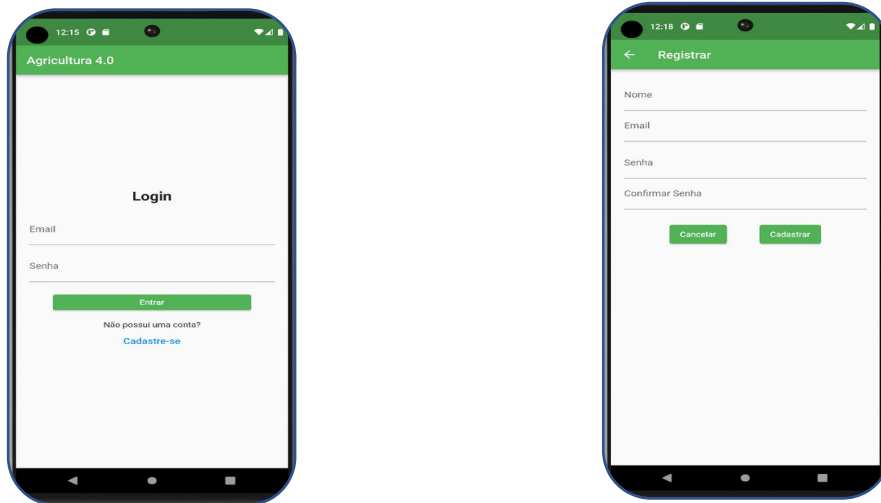 12:15
Agricultura 4.0
Login
Email
Senha
Entrar
Não possui uma conta?
Cadastre-se
12:18
Registrar
Nome
Email
Senha
Confirmar Senha
Cancelar Cadastrar